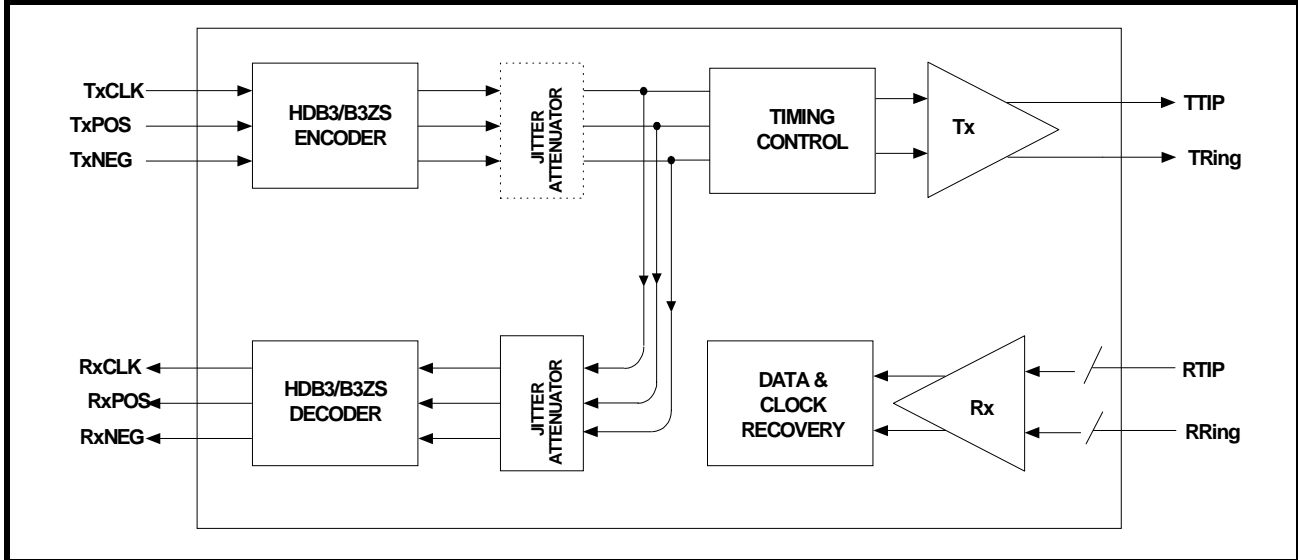 TxCLK
TxPOS
TxNEG
HDB3/B3ZS
ENCODER
JITTER
ATTENUATOR
TIMING
CONTROL
Tx
TTIP
TRing
RxCLK
RxPOS
RxNEG
HDB3/B3ZS
DECODER
JITTER
ATTENUATOR
DATA &
CLOCK
RECOVERY
Rx
RTIP
RRing